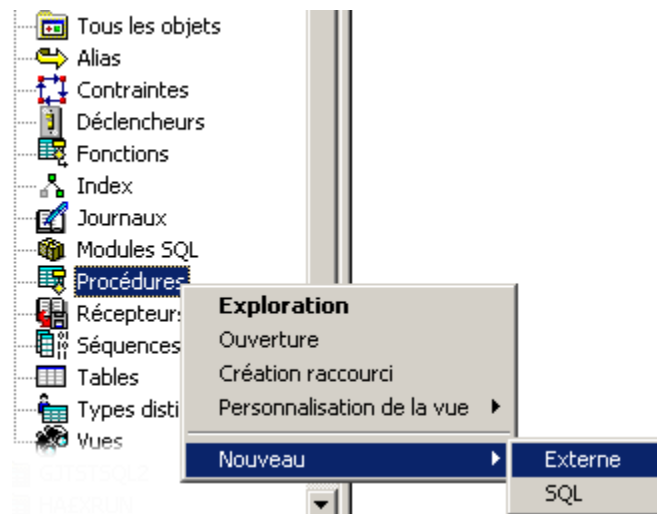 Tous les objets
Alias
Contraintes
Déclencheurs
Fonctions
Index
Journaux
Modules SQL
Procédures
Récepteurs
Séquences
Tables
Types disti
Vues
Exploration
Ouverture
Création raccourci
Personnalisation de la vue
Nouveau
Externe
SQL